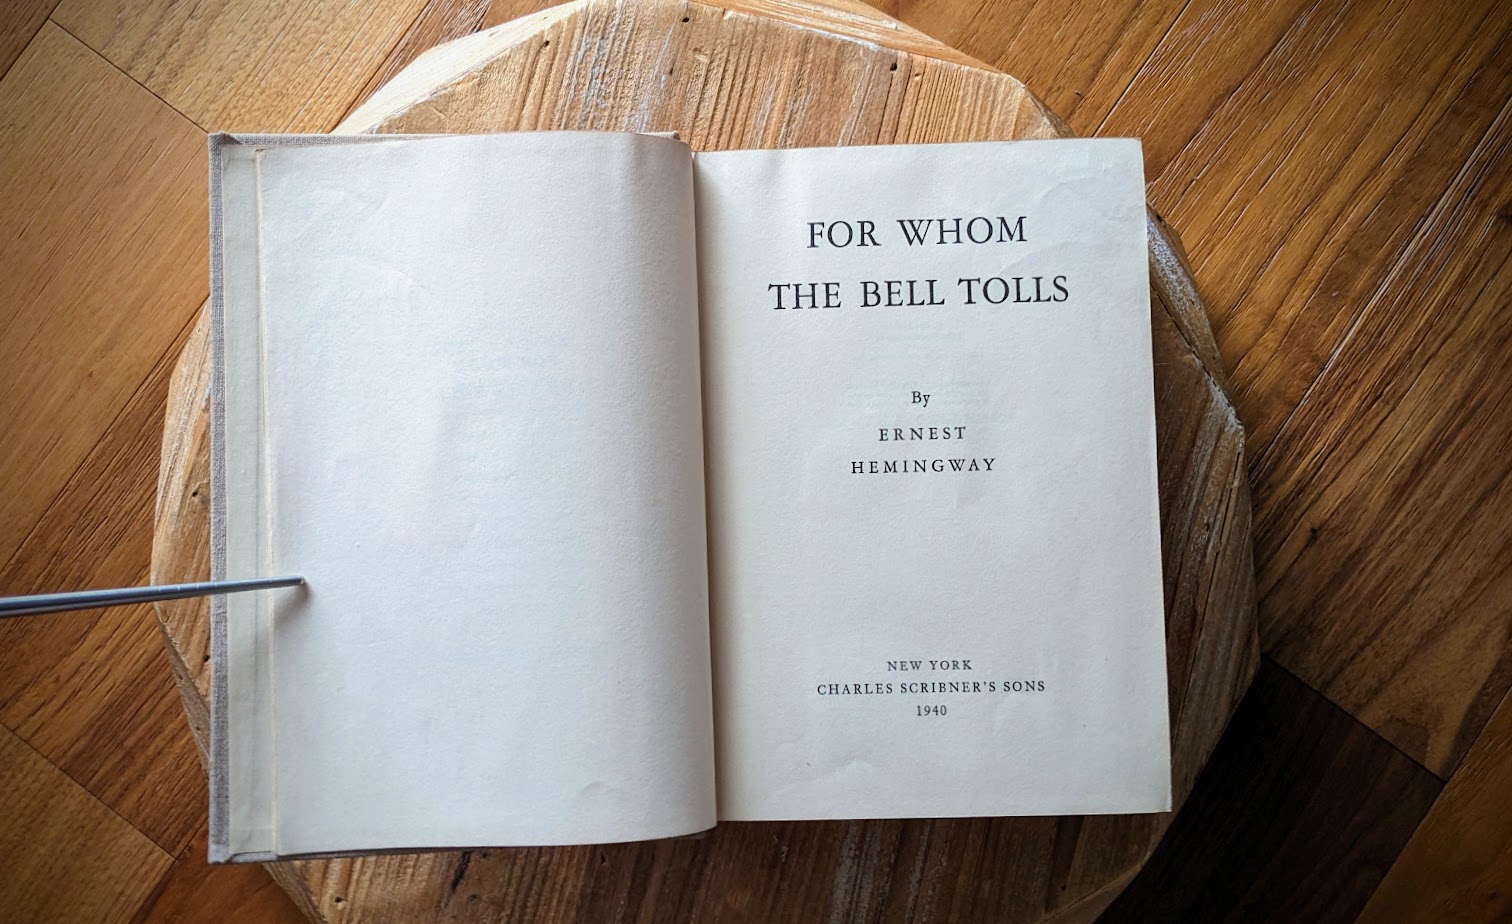 FOR WHOM
THE BELL TOLLS
By
ERNEST
HEMINGWAY
NEW YORK
CHARLES SCRIBNER'S SONS
1940